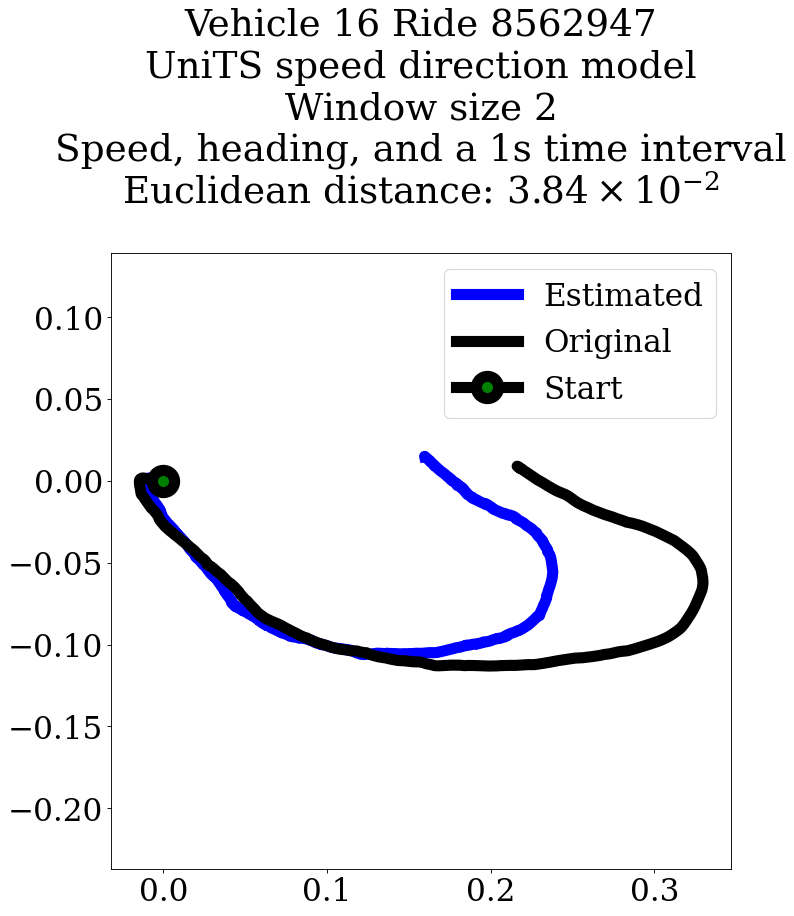 Vehicle 16 Ride 8562947
UniTS speed direction model
Window size 2
Speed, heading, and a 1s time interval
Euclidean distance: 3.84 × 10⁻²
Estimated
Original
Start
0.10
0.05
0.00
−0.05
−0.10
−0.15
−0.20
0.0 0.1 0.2 0.3